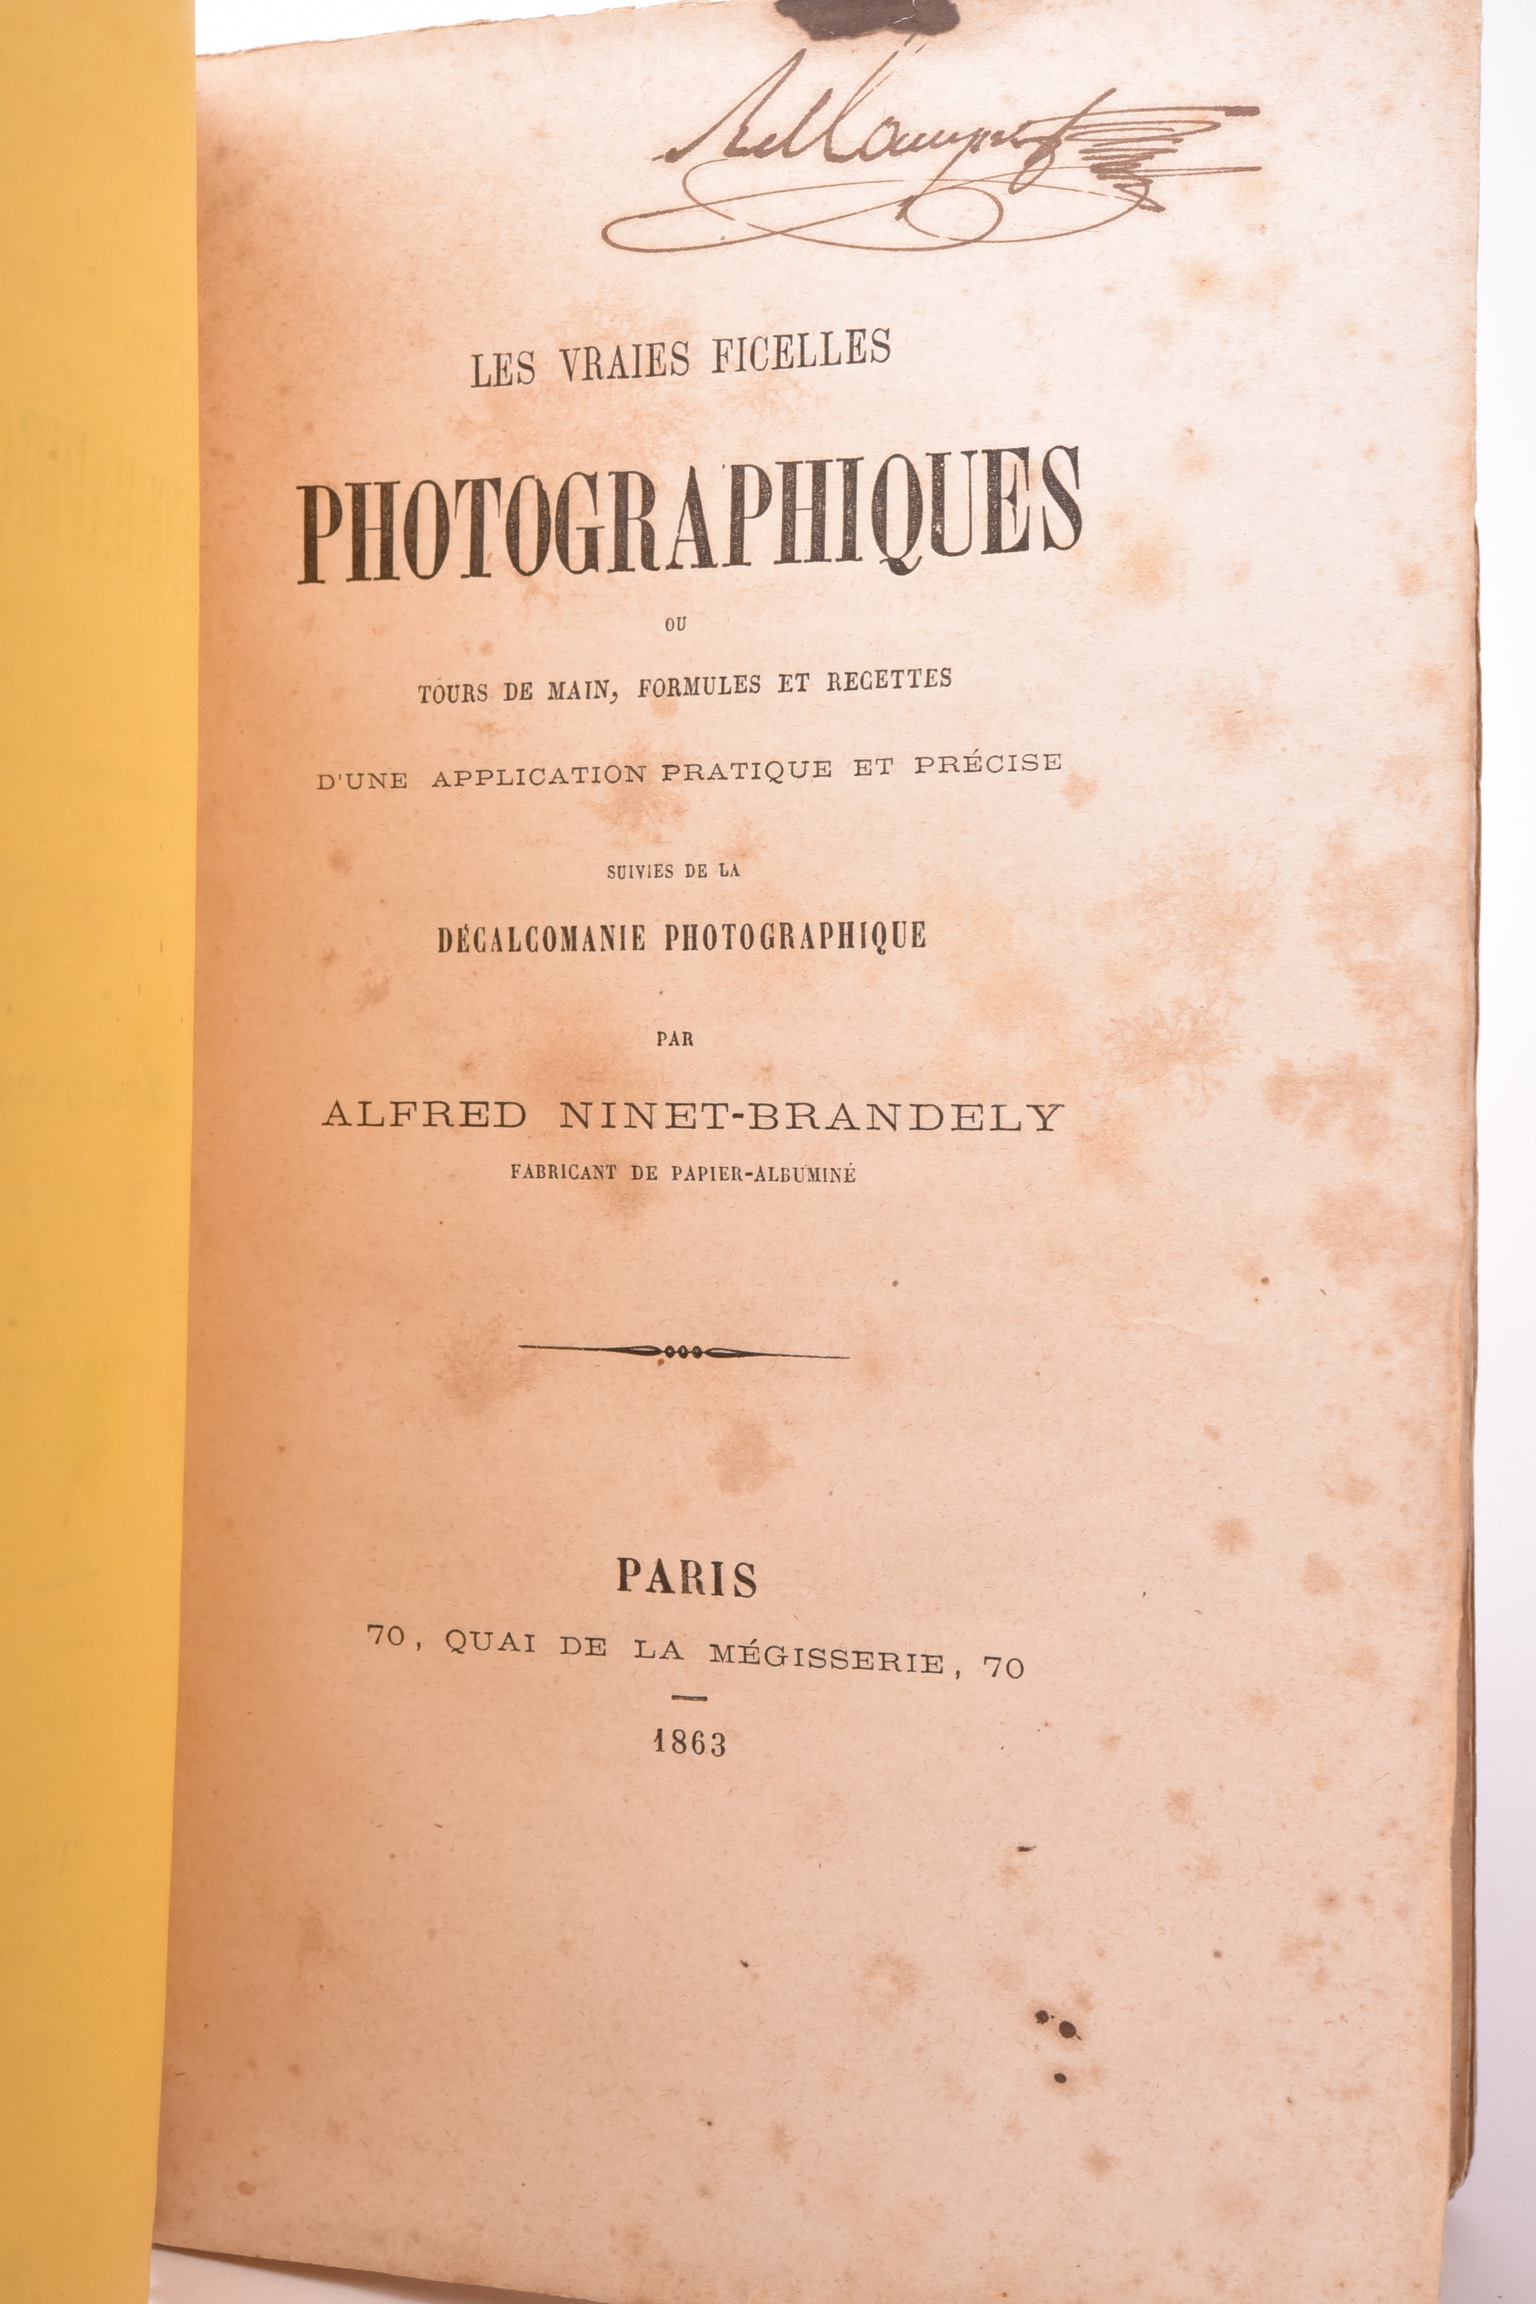 LES VRAIES FICELLES
PHOTOGRAPHIQUES
OU
TOURS DE MAIN, FORMULES ET RECETTES
D'UNE APPLICATION PRATIQUE ET PRÉCISE
SUIVIES DE LA
DÉCALCOMANIE PHOTOGRAPHIQUE
PAR
ALFRED NINET-BRANDELY
FABRICANT DE PAPIER-ALBUMINÉ
PARIS
70, QUAI DE LA MÉGISSERIE, 70
1863